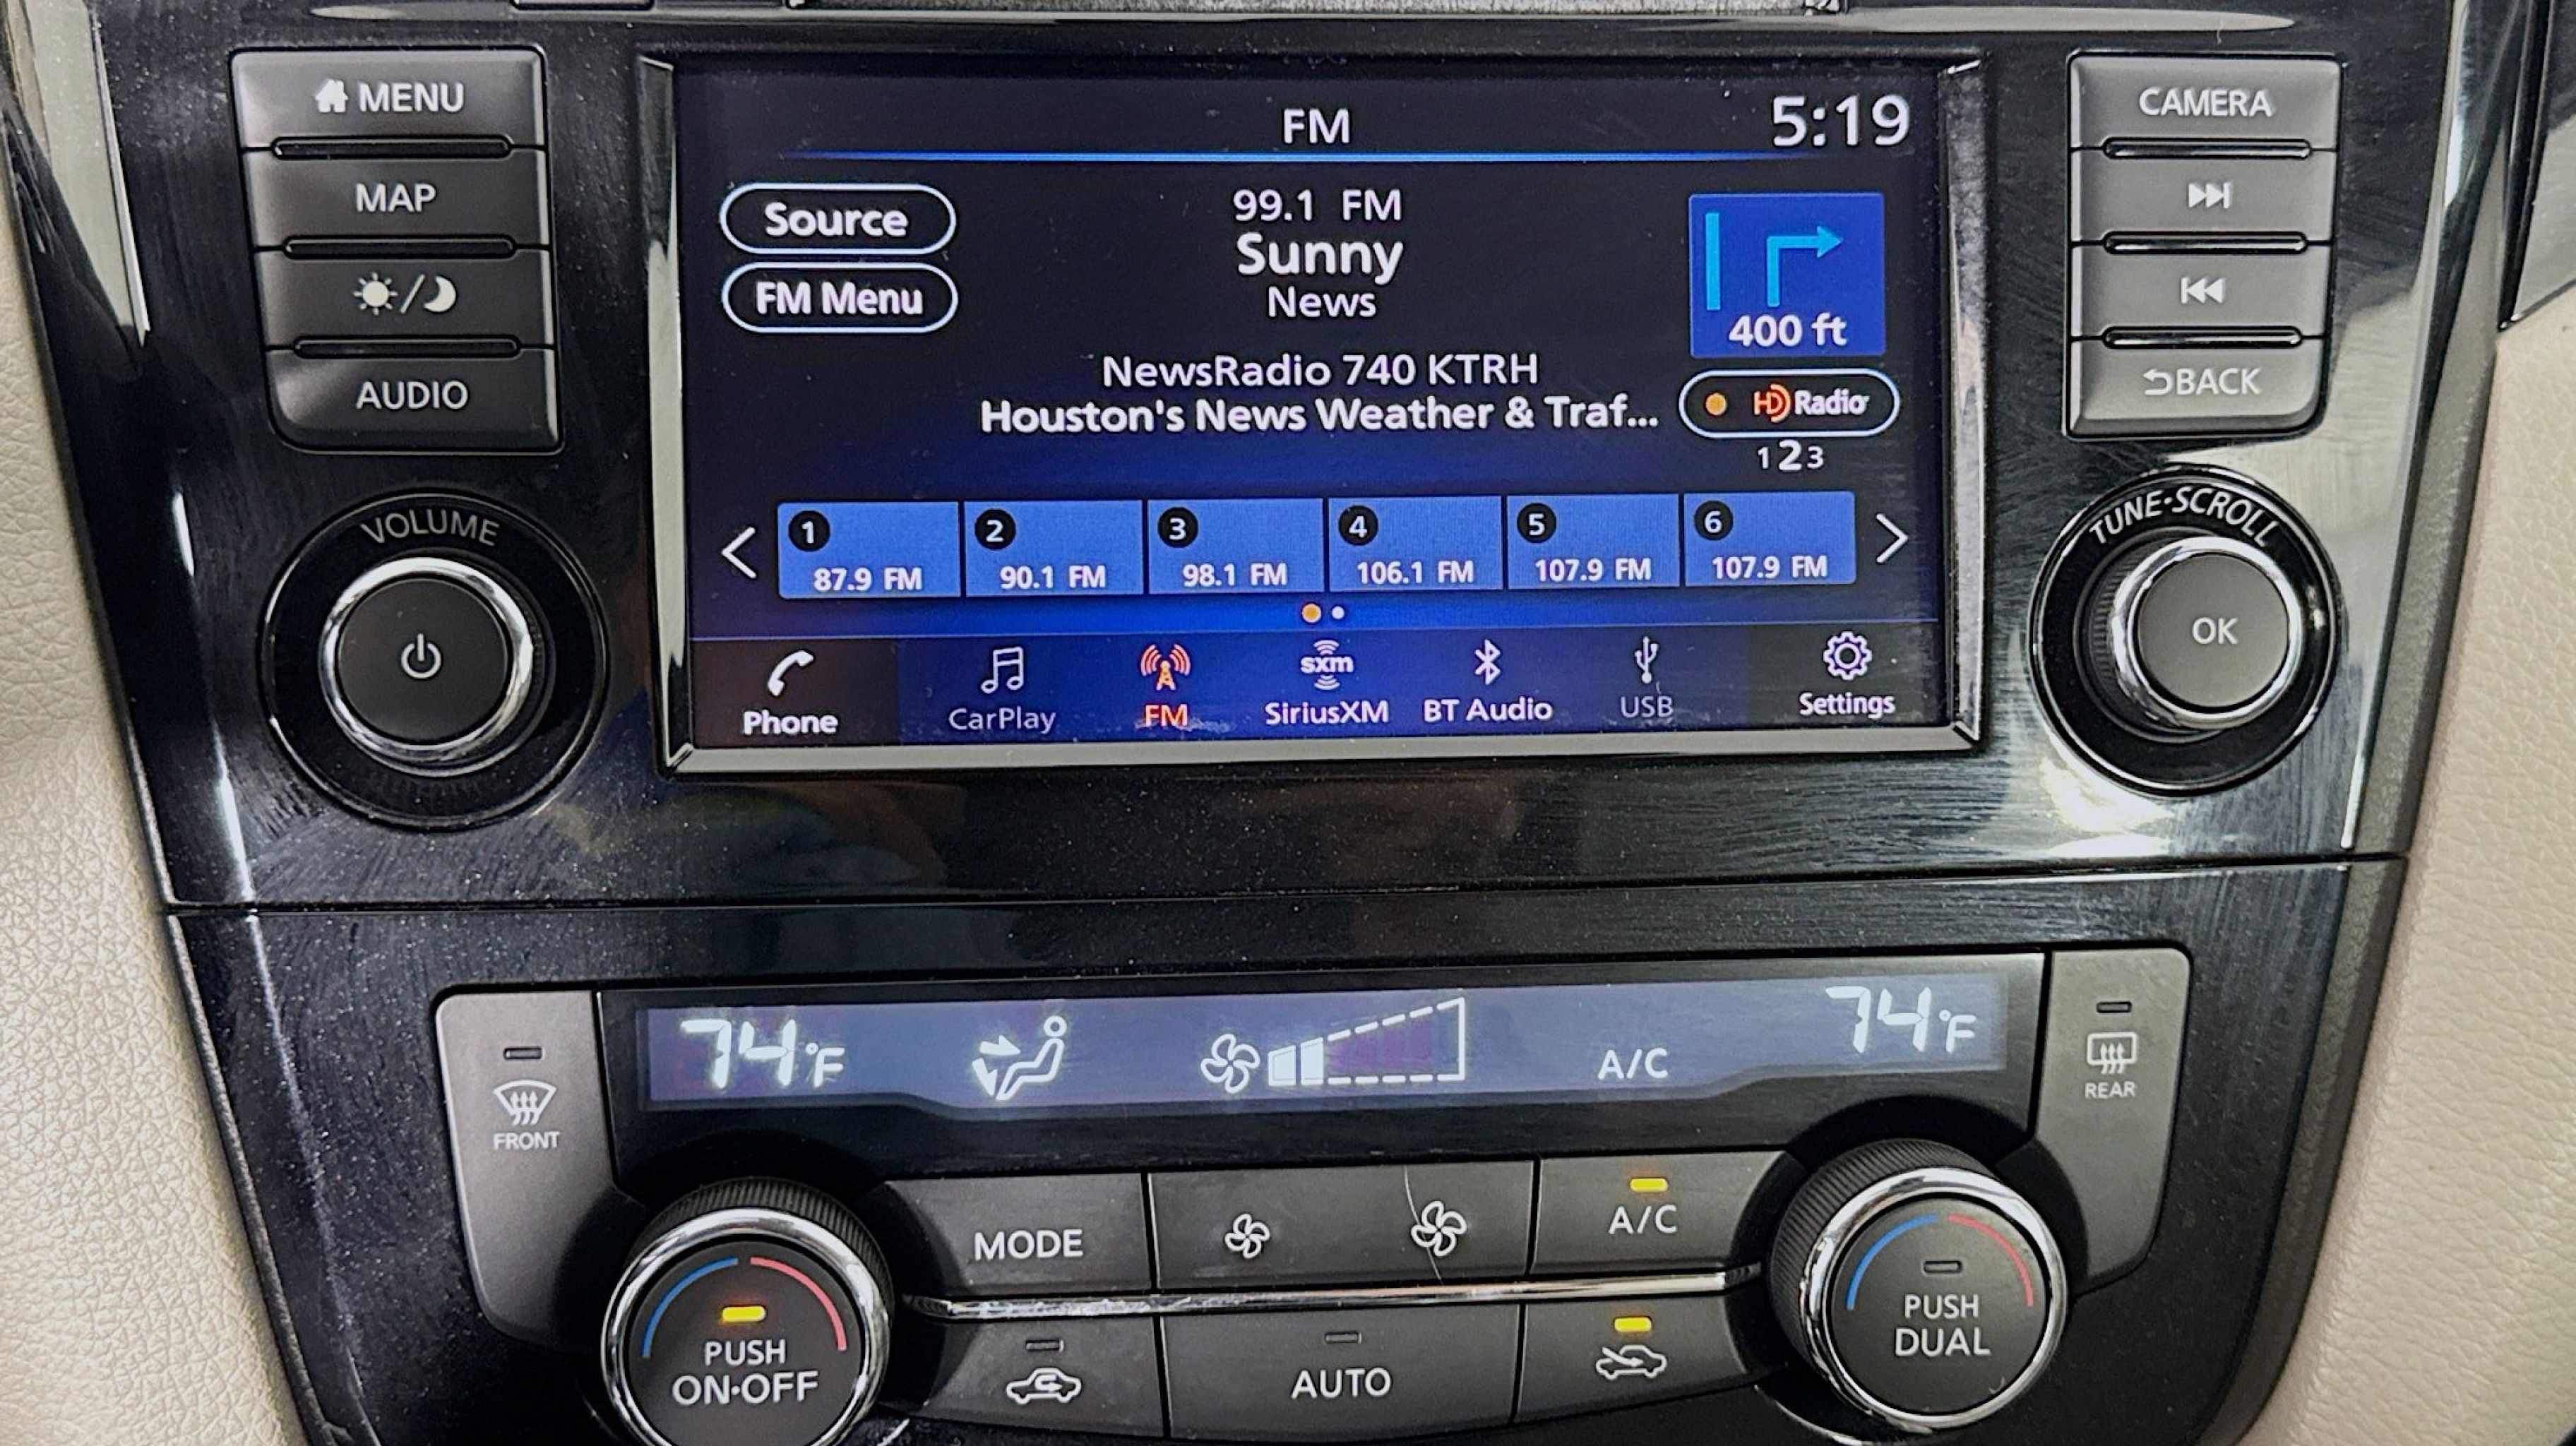 MENU
MAP
AUDIO
VOLUME
FM
5:19
Source
FM Menu
99.1 FM
Sunny
News
NewsRadio 740 KTRH
Houston's News Weather & Traf...
400 ft
HD Radio
1 2 3
1
87.9 FM
2
90.1 FM
3
98.1 FM
4
106.1 FM
5
107.9 FM
6
107.9 FM
Phone
CarPlay
FM
sxm
SiriusXM
BT Audio
USB
Settings
CAMERA
BACK
TUNE·SCROLL
OK
74°F
A/C
74°F
FRONT
REAR
MODE
A/C
PUSH
ON·OFF
AUTO
PUSH
DUAL